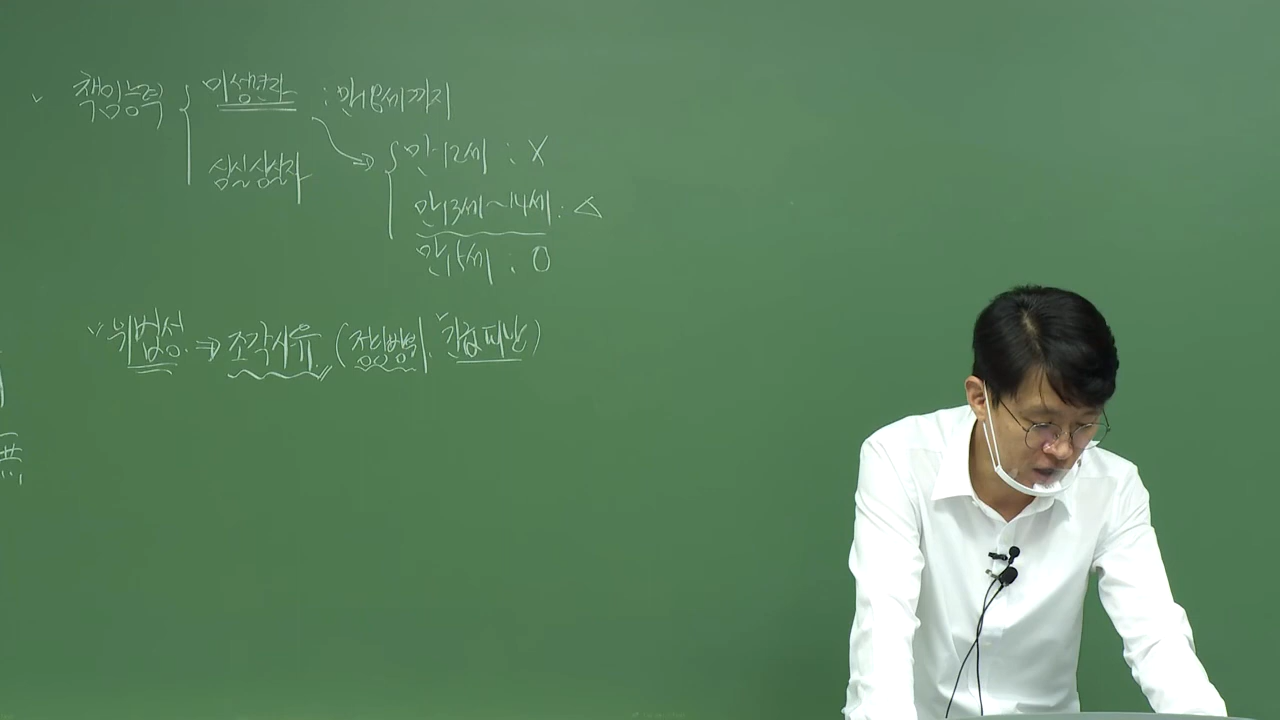 책임능력 { 미성년자 : 만18세까지
심신상실자
만12세 : X
만13세~14세 : △
만15세 : O
위법성 ⇒ 조각사유 (정당방위, 긴급피난)